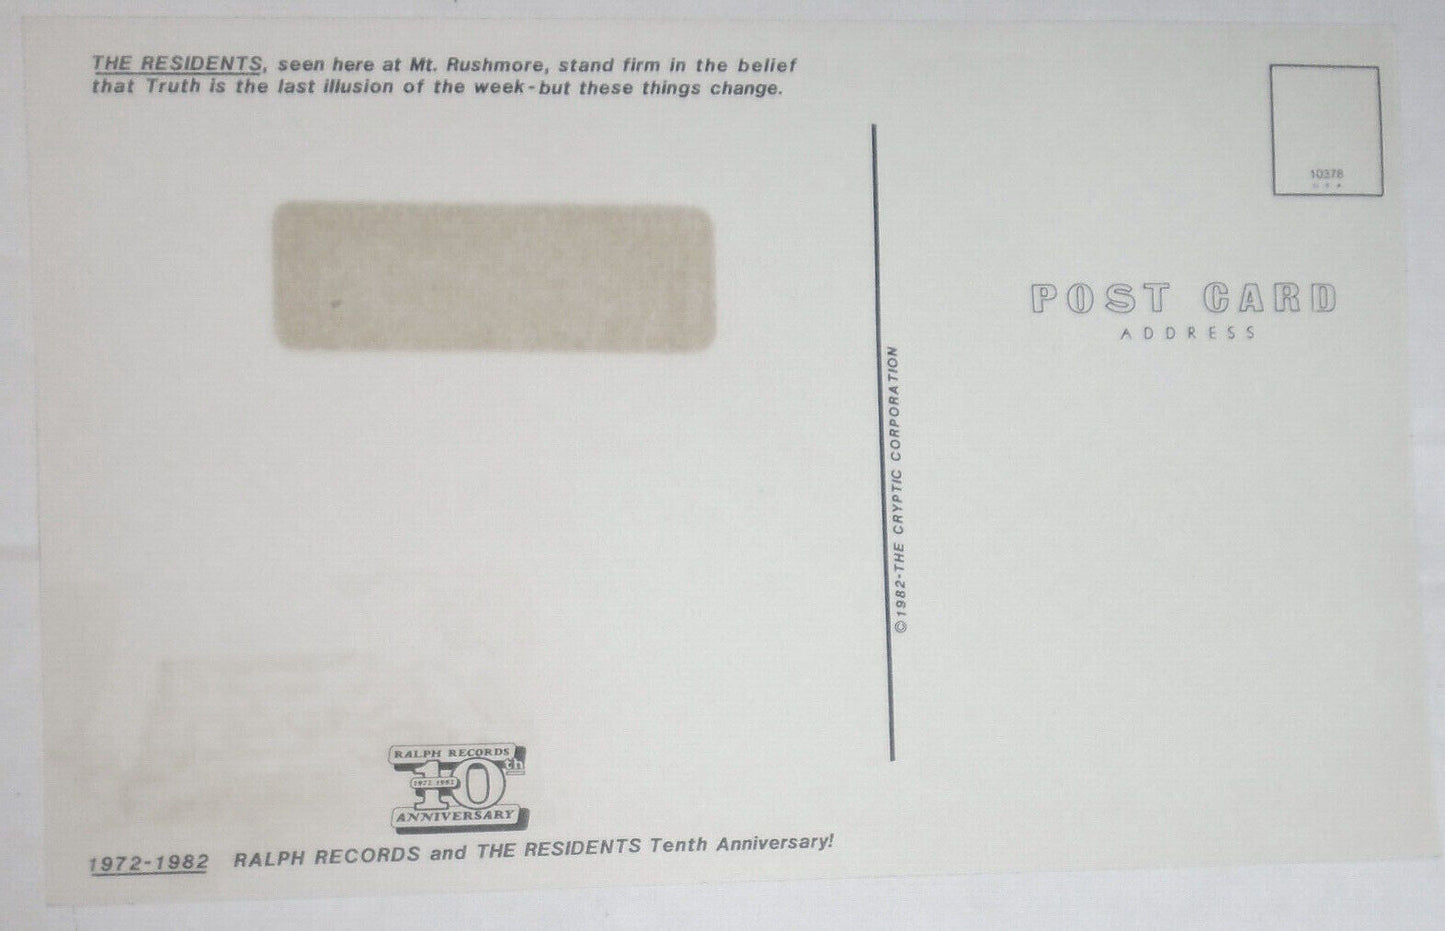 THE RESIDENTS, seen here at Mt. Rushmore, stand firm in the belief
that Truth is the last illusion of the week-but these things change.
10378
POST CARD
ADDRESS
©1982-THE CRYPTIC CORPORATION
RALPH RECORDS
10th
1972 1982
ANNIVERSARY
1972-1982 RALPH RECORDS and THE RESIDENTS Tenth Anniversary!